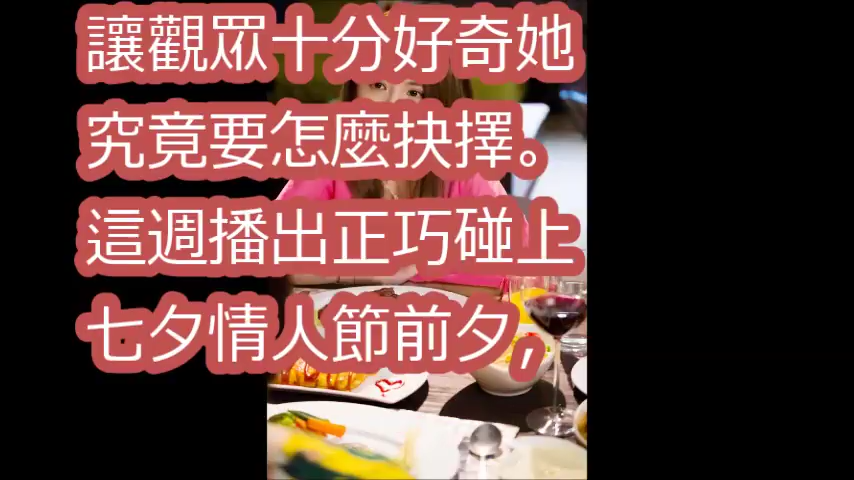 讓觀眾十分好奇她
究竟要怎麼抉擇。
這週播出正巧碰上
七夕情人節前夕,